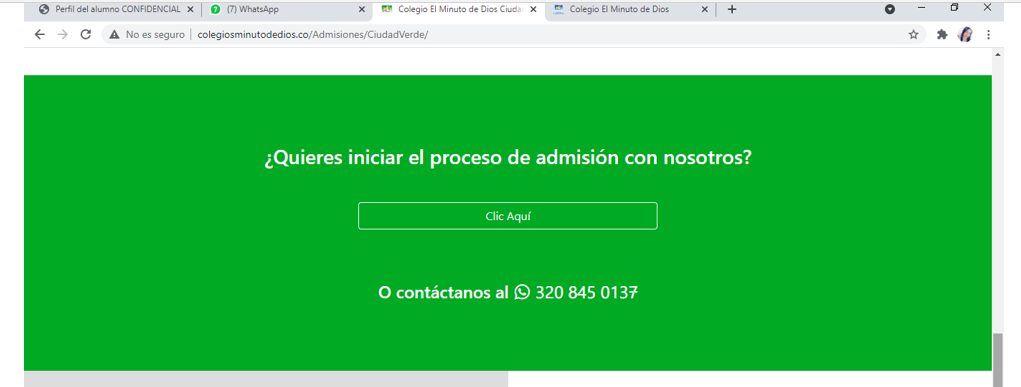 Perfil del alumno CONFIDENCIAL
(7) WhatsApp
Colegio El Minuto de Dios Ciuda
Colegio El Minuto de Dios
No es seguro | colegiosminutodedios.co/Admisiones/CiudadVerde/
¿Quieres iniciar el proceso de admisión con nosotros?
Clic Aquí
O contáctanos al 320 845 0137